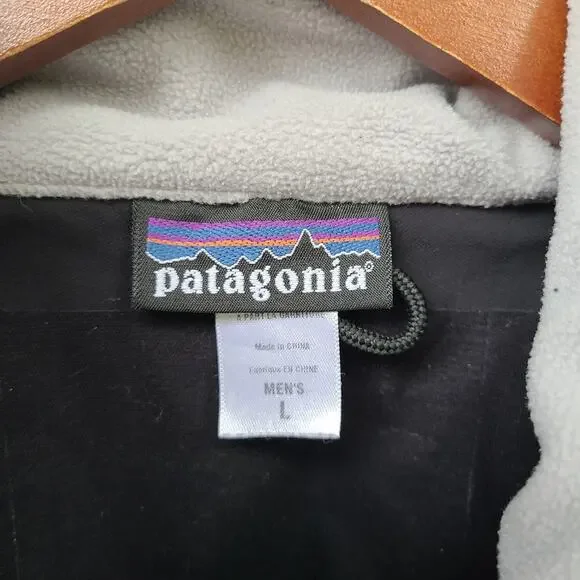 patagonia®
Made in CHINA
Fabriqué EN CHINE
MEN'S
L